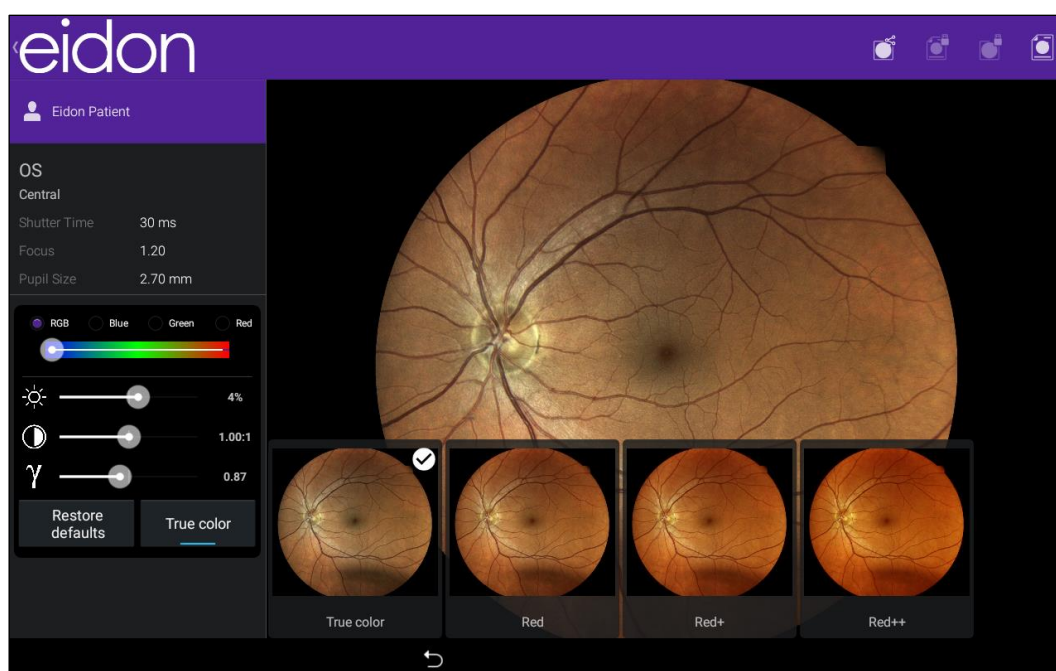 eidon
Eidon Patient
OS
Central
Shutter Time 30 ms
Focus 1.20
Pupil Size 2.70 mm
RGB Blue Green Red
4%
1.00:1
γ 0.87
Restore
defaults
True color
True color Red Red+ Red++